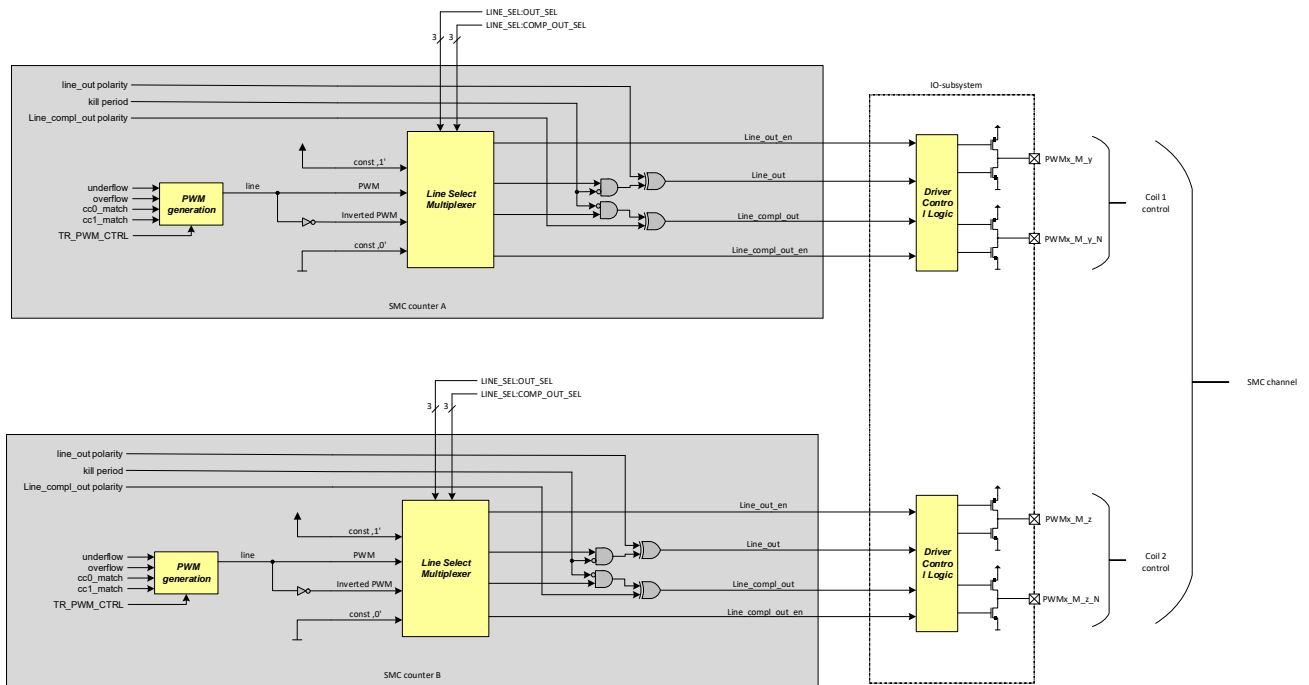 LINE_SEL:OUT_SEL
LINE_SEL:COMP_OUT_SEL
3
3
line_out polarity
kill period
Line_compl_out polarity
IO-subsystem
const ,1'
underflow
overflow
cc0_match
cc1_match
TR_PWM_CTRL
PWM
generation
line
PWM
Inverted PWM
const ,0'
Line Select
Multiplexer
Line_out_en
Line_out
Line_compl_out
Line_compl_out_en
Driver
Contro
l Logic
PWMx_M_y
PWMx_M_y_N
Coil 1
control
SMC counter A
SMC channel
LINE_SEL:OUT_SEL
LINE_SEL:COMP_OUT_SEL
3
3
line_out polarity
kill period
Line_compl_out polarity
const ,1'
underflow
overflow
cc0_match
cc1_match
TR_PWM_CTRL
PWM
generation
line
PWM
Inverted PWM
const ,0'
Line Select
Multiplexer
Line_out_en
Line_out
Line_compl_out
Line_compl_out_en
Driver
Contro
l Logic
PWMx_M_z
PWMx_M_z_N
Coil 2
control
SMC counter B